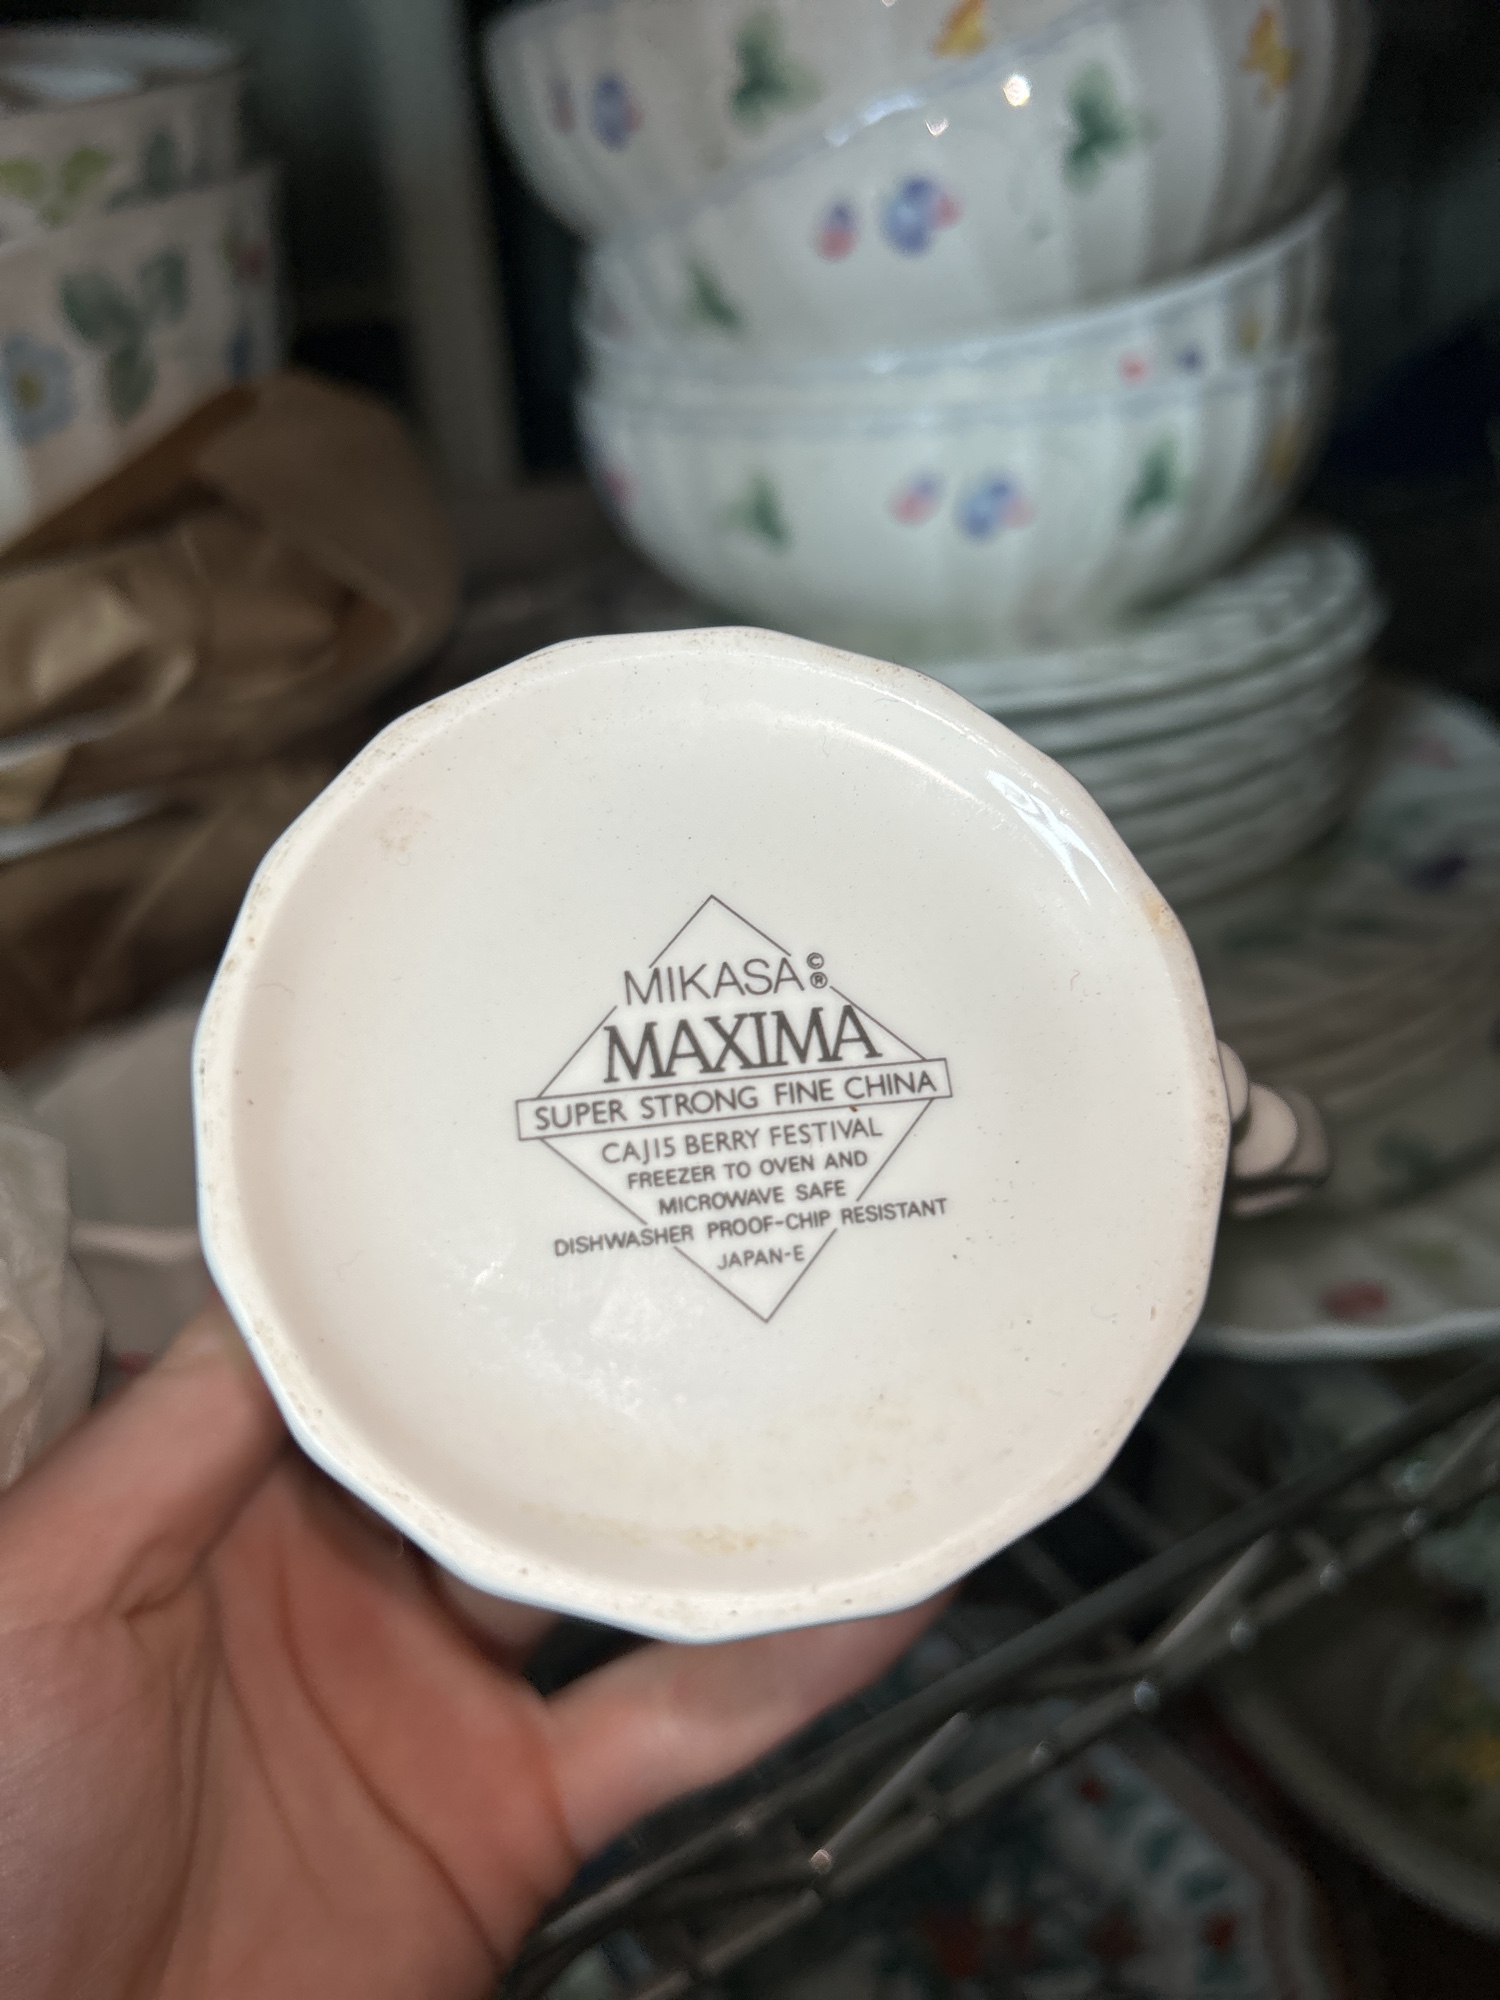 MIKASA©®
MAXIMA
SUPER STRONG FINE CHINA
CAJ15 BERRY FESTIVAL
FREEZER TO OVEN AND
MICROWAVE SAFE
DISHWASHER PROOF-CHIP RESISTANT
JAPAN-E